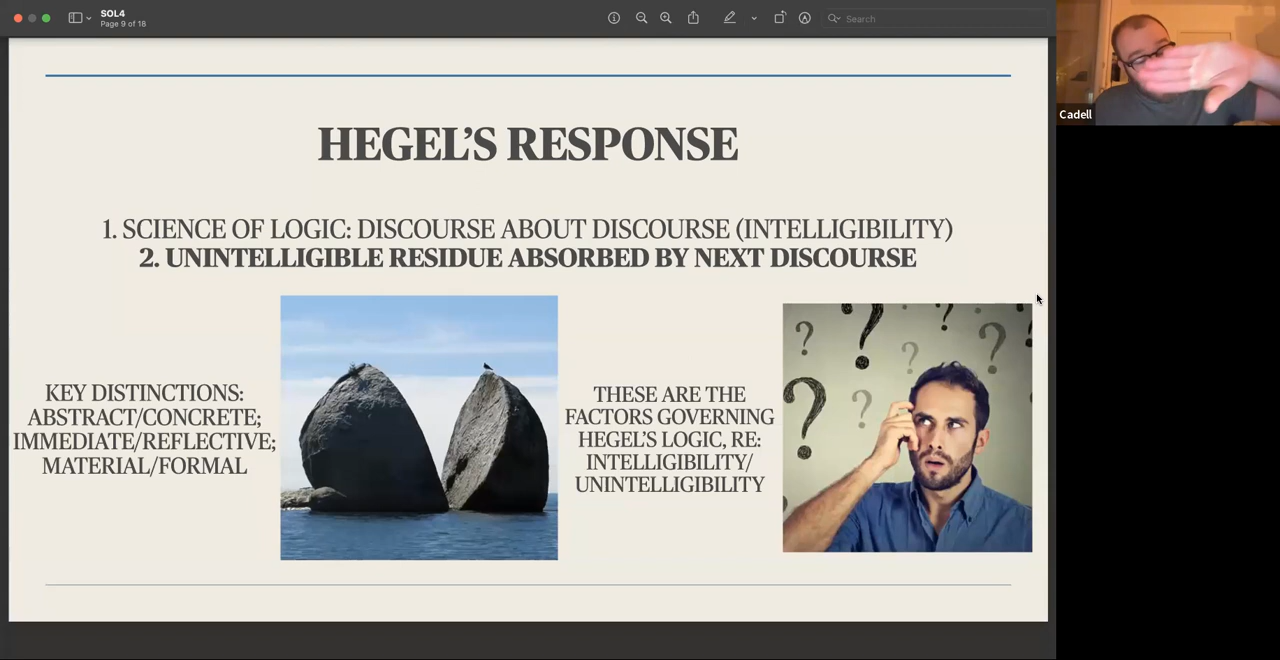 SOL4
Page 9 of 18
Search
Cadell
HEGEL'S RESPONSE
1. SCIENCE OF LOGIC: DISCOURSE ABOUT DISCOURSE (INTELLIGIBILITY)
2. UNINTELLIGIBLE RESIDUE ABSORBED BY NEXT DISCOURSE
KEY DISTINCTIONS:
ABSTRACT/CONCRETE;
IMMEDIATE/REFLECTIVE;
MATERIAL/FORMAL
THESE ARE THE
FACTORS GOVERNING
HEGEL'S LOGIC, RE:
INTELLIGIBILITY/
UNINTELLIGIBILITY